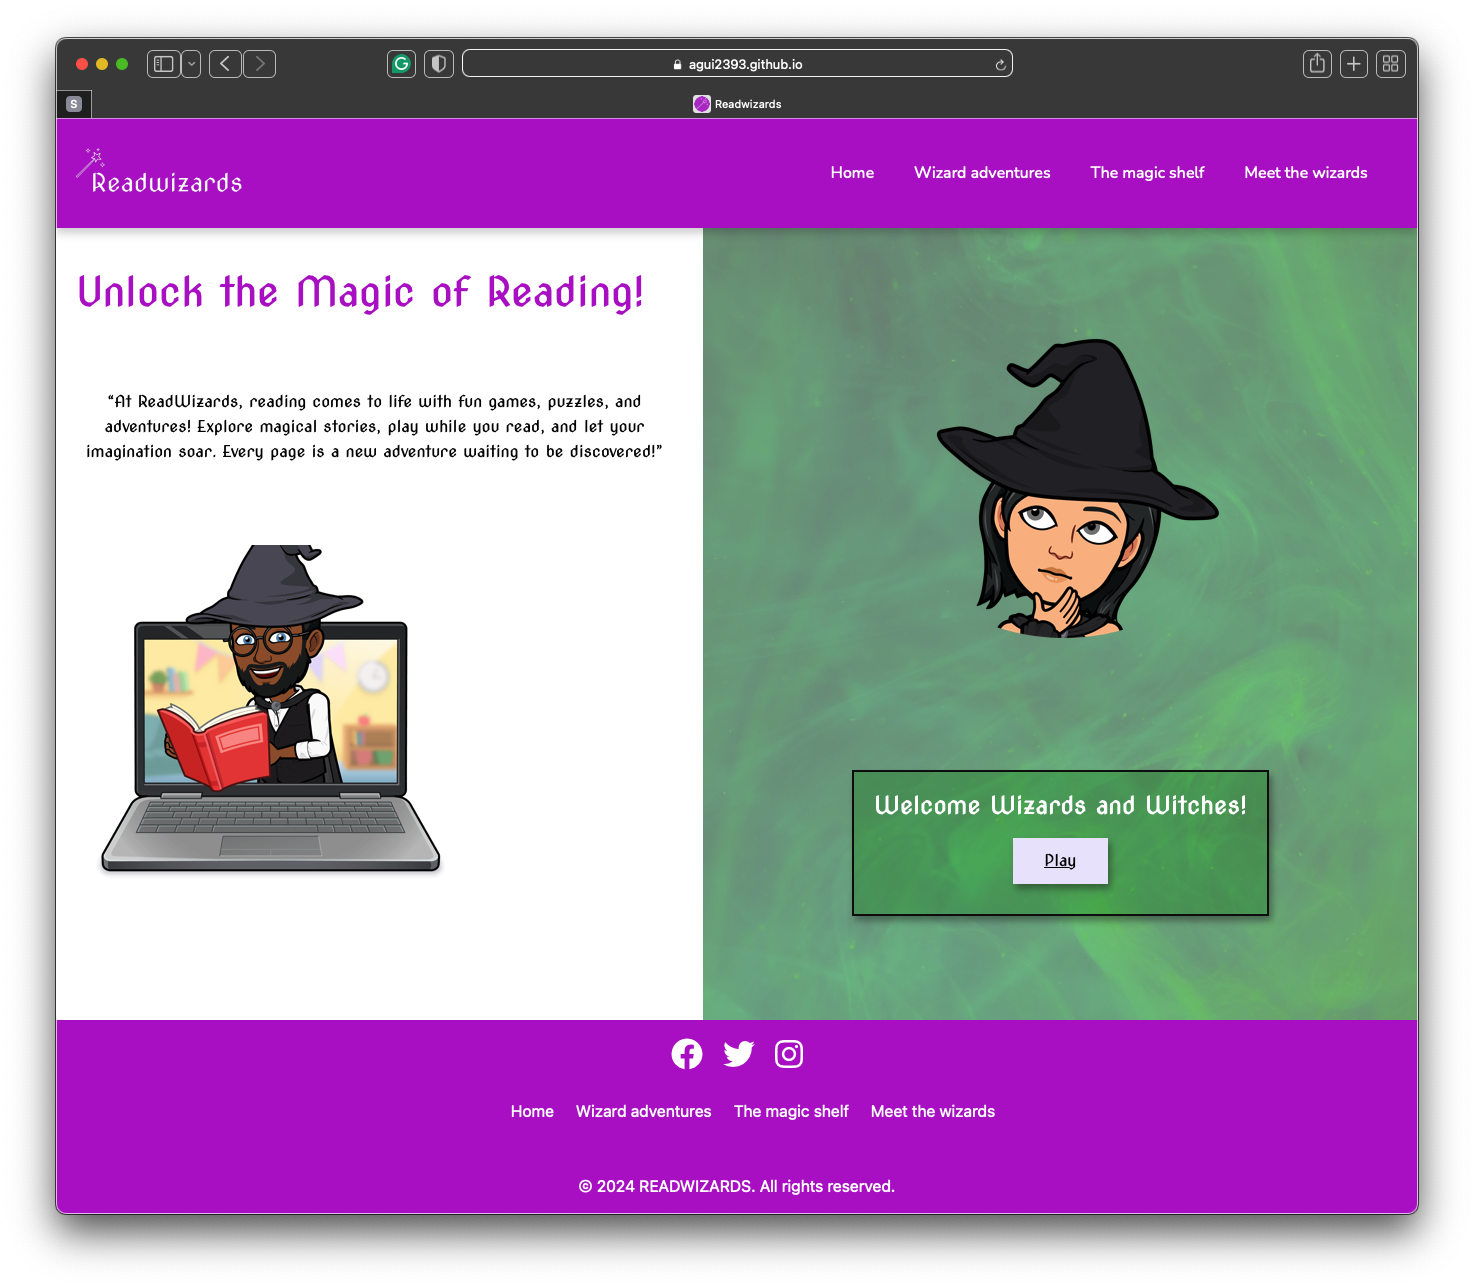 agui2393.github.io
S
Readwizards
Readwizards
Home Wizard adventures The magic shelf Meet the wizards
Unlock the Magic of Reading!
“At ReadWizards, reading comes to life with fun games, puzzles, and
adventures! Explore magical stories, play while you read, and let your
imagination soar. Every page is a new adventure waiting to be discovered!”
Welcome Wizards and Witches!
Play
Home Wizard adventures The magic shelf Meet the wizards
© 2024 READWIZARDS. All rights reserved.